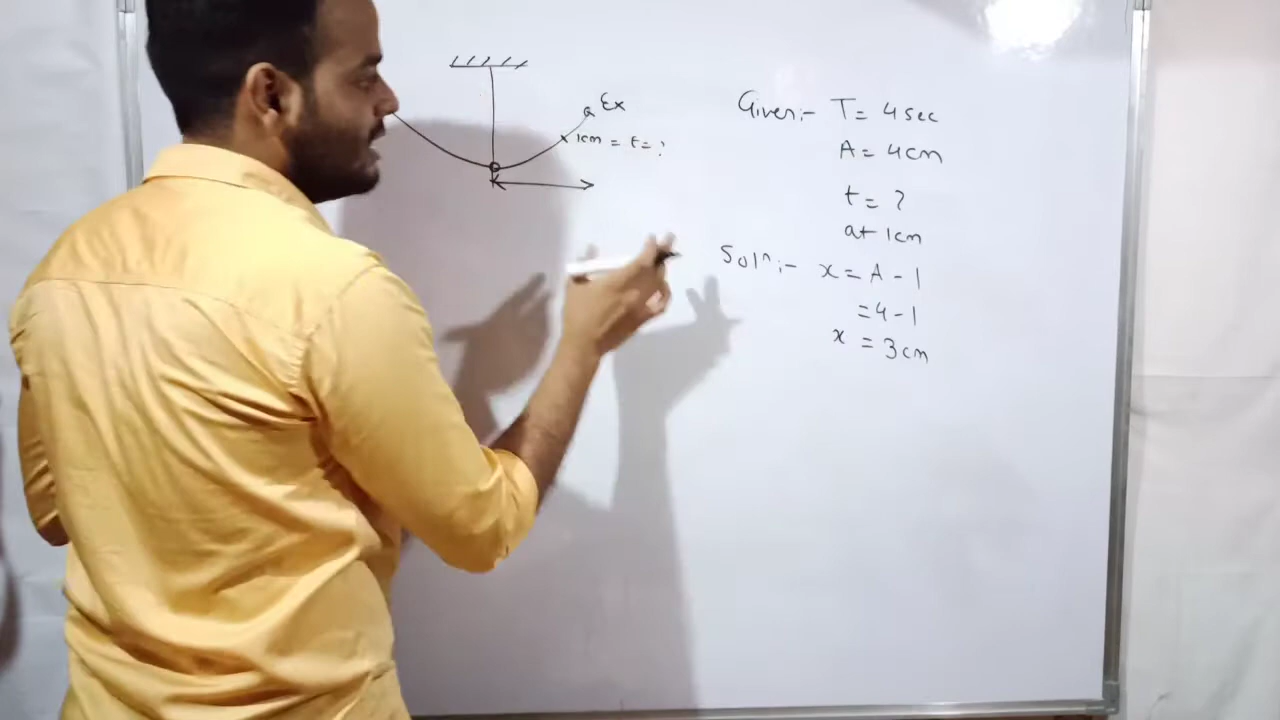 Ex
1cm = t= ?
Given:- T= 4sec
A= 4cm
t= ?
at 1cm
Soln:- x= A-1
=4-1
x = 3cm